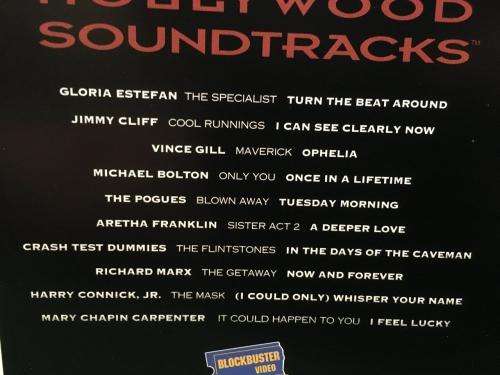 HOLLYWOOD
SOUNDTRACKS™
GLORIA ESTEFAN THE SPECIALIST TURN THE BEAT AROUND
JIMMY CLIFF COOL RUNNINGS I CAN SEE CLEARLY NOW
VINCE GILL MAVERICK OPHELIA
MICHAEL BOLTON ONLY YOU ONCE IN A LIFETIME
THE POGUES BLOWN AWAY TUESDAY MORNING
ARETHA FRANKLIN SISTER ACT 2 A DEEPER LOVE
CRASH TEST DUMMIES THE FLINTSTONES IN THE DAYS OF THE CAVEMAN
RICHARD MARX THE GETAWAY NOW AND FOREVER
HARRY CONNICK, JR. THE MASK (I COULD ONLY) WHISPER YOUR NAME
MARY CHAPIN CARPENTER IT COULD HAPPEN TO YOU I FEEL LUCKY
BLOCKBUSTER
VIDEO